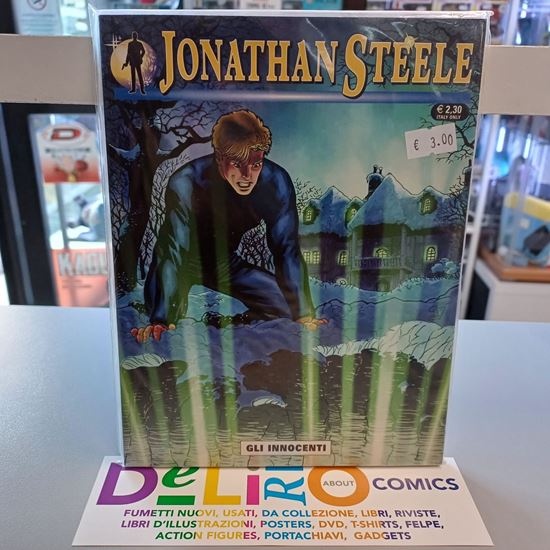 JONATHAN STEELE
€ 2,30
ITALY ONLY
€ 3.00
KABU
GLI INNOCENTI
DeLiRiO ABOUT COMICS
FUMETTI NUOVI, USATI, DA COLLEZIONE, LIBRI, RIVISTE,
LIBRI D'ILLUSTRAZIONI, POSTERS, DVD, T-SHIRTS, FELPE,
ACTION FIGURES, PORTACHIAVI, GADGETS